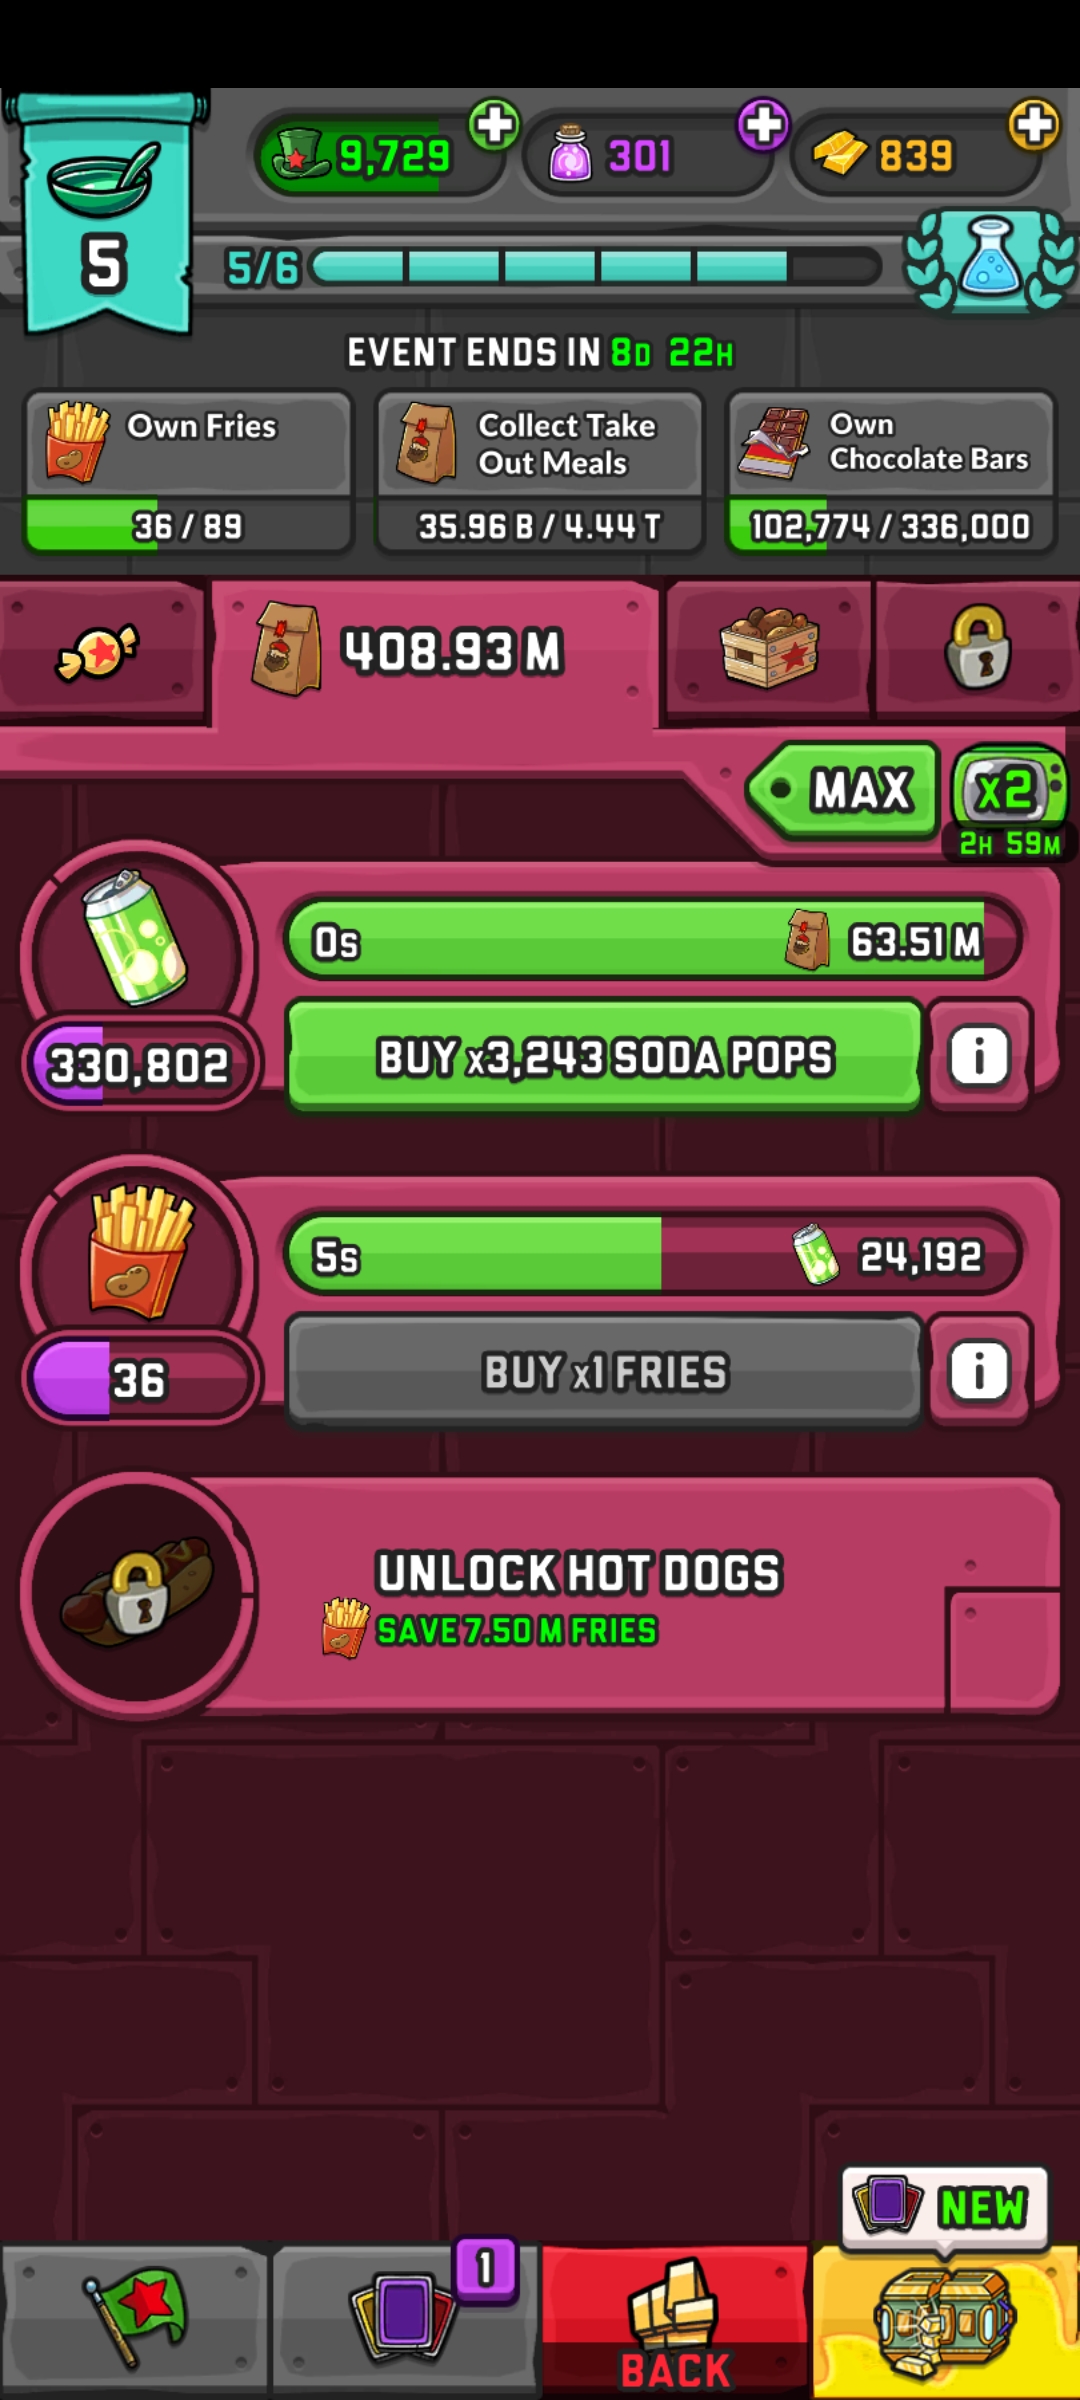 9,729
301
839
5
5/6
EVENT ENDS IN 8D 22H
Own Fries
36 / 89
Collect Take
Out Meals
35.96 B / 4.44 T
Own
Chocolate Bars
102,774 / 336,000
408.93 M
MAX
x2
2H 59M
0s
63.51 M
330,802
BUY x3,243 SODA POPS
i
5s
24,192
36
BUY x1 FRIES
i
UNLOCK HOT DOGS
SAVE 7.50 M FRIES
NEW
1
BACK